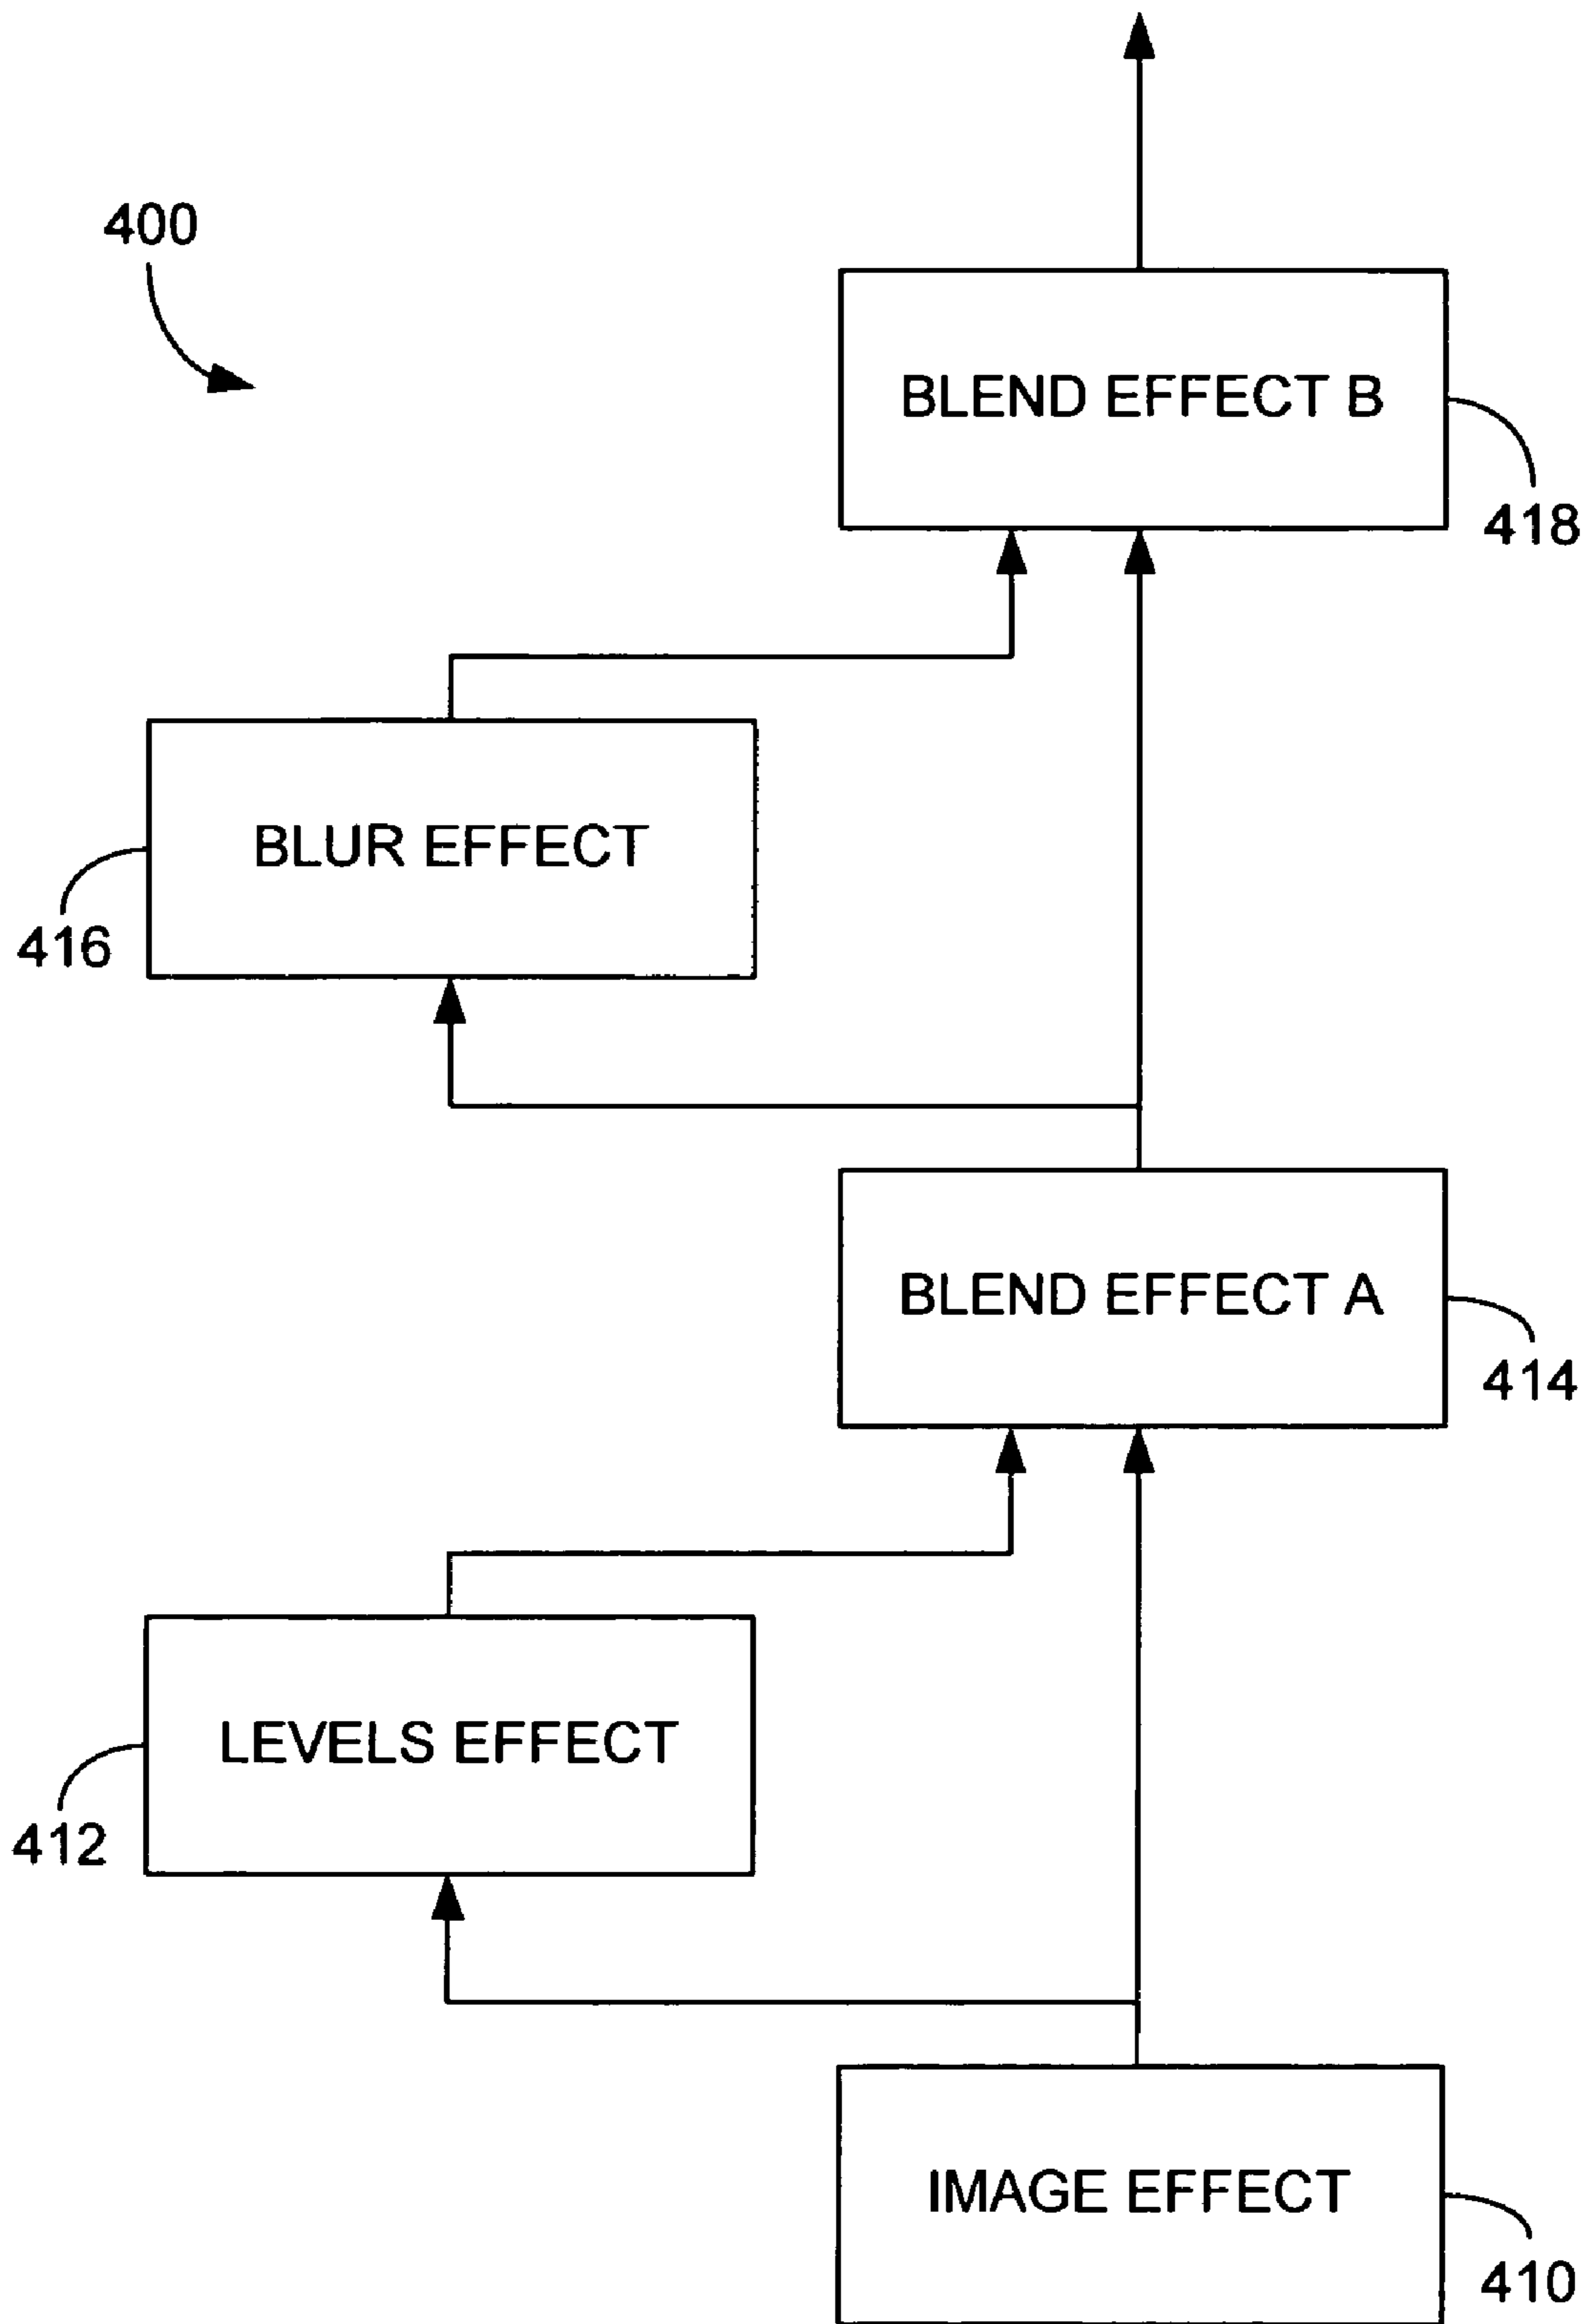 400
BLEND EFFECT B
418
BLUR EFFECT
416
BLEND EFFECT A
414
LEVELS EFFECT
412
IMAGE EFFECT
410